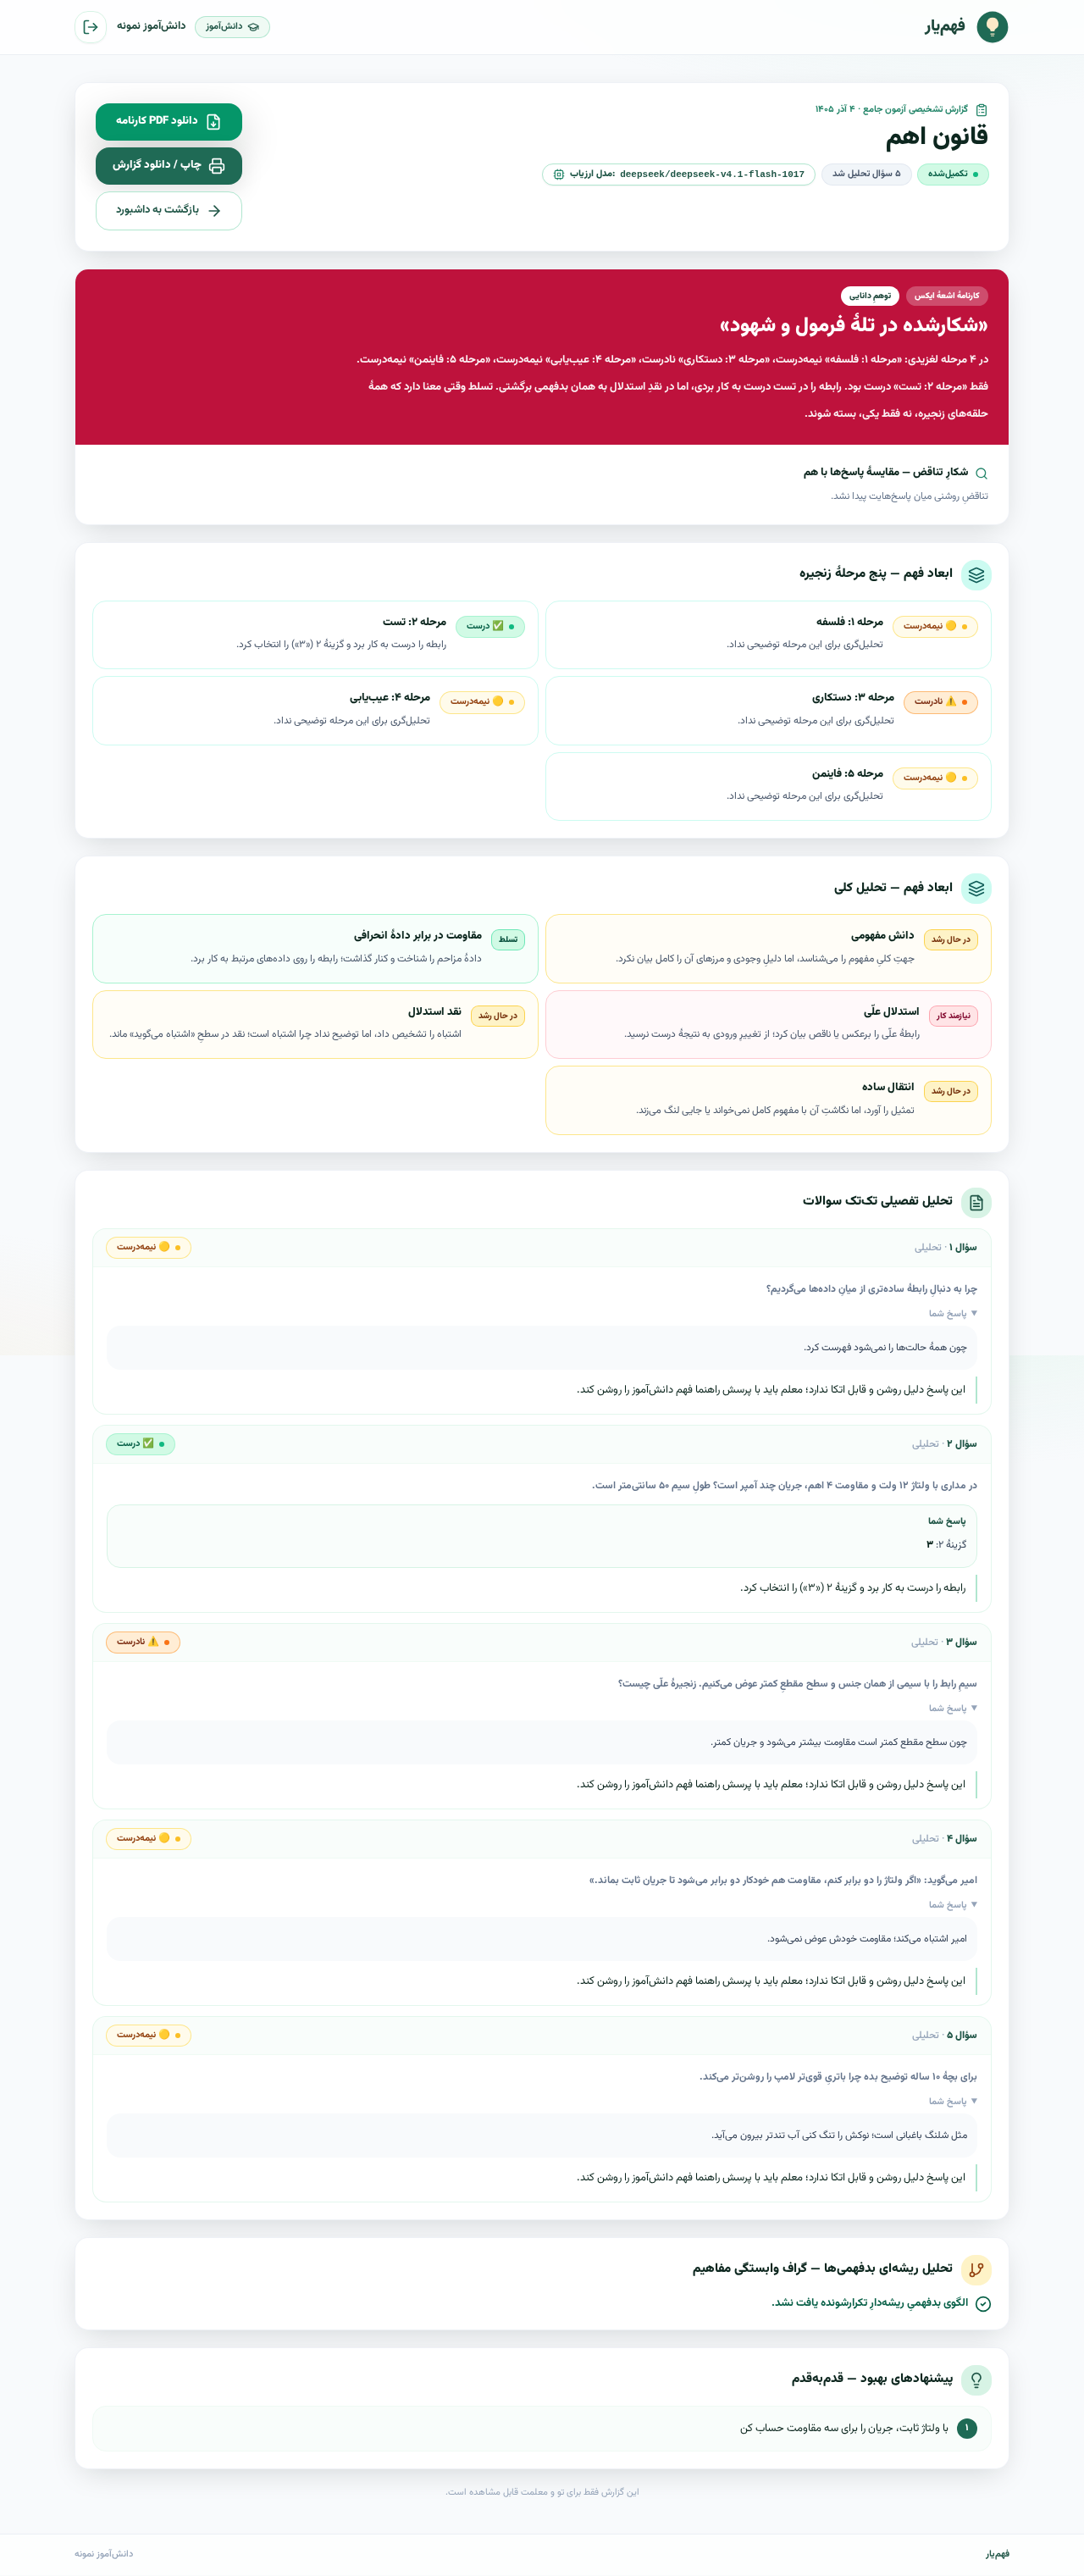 فهم‌یار
دانش‌آموز
دانش‌آموز نمونه
گزارش تشخیصی آزمون جامع · ۴ آذر ۱۴۰۵
قانون اهم
تکمیل‌شده
۵ سؤال تحلیل شد
مدل ارزیاب: deepseek/deepseek-v4.1-flash-1017
دانلود PDF کارنامه
چاپ / دانلود گزارش
بازگشت به داشبورد
کارنامهٔ اشعهٔ ایکس
توهم دانایی
«شکارشده در تلهٔ فرمول و شهود»
در ۴ مرحله لغزیدی: «مرحله ۱: فلسفه» نیمه‌درست، «مرحله ۳: دستکاری» نادرست، «مرحله ۴: عیب‌یابی» نیمه‌درست، «مرحله ۵: فاینمن» نیمه‌درست.
فقط «مرحله ۲: تست» درست بود. رابطه را در تست درست به کار بردی، اما در نقد استدلال به همان بدفهمی برگشتی. تسلط وقتی معنا دارد که همهٔ
حلقه‌های زنجیره، نه فقط یکی، بسته شوند.
شکارِ تناقض — مقایسهٔ پاسخ‌ها با هم
تناقض روشنی میان پاسخ‌هایت پیدا نشد.
ابعاد فهم — پنج مرحلهٔ زنجیره
🟡 نیمه‌درست
مرحله ۱: فلسفه
تحلیل‌گری برای این مرحله توضیحی نداد.
✅ درست
مرحله ۲: تست
رابطه را درست به کار برد و گزینهٔ ۲ («۳») را انتخاب کرد.
⚠️ نادرست
مرحله ۳: دستکاری
تحلیل‌گری برای این مرحله توضیحی نداد.
🟡 نیمه‌درست
مرحله ۴: عیب‌یابی
تحلیل‌گری برای این مرحله توضیحی نداد.
🟡 نیمه‌درست
مرحله ۵: فاینمن
تحلیل‌گری برای این مرحله توضیحی نداد.
ابعاد فهم — تحلیل کلی
در حال رشد
دانش مفهومی
جهتِ کلیِ مفهوم را می‌شناسد، اما دلیلِ وجودی و مرزهای آن را کامل بیان نکرد.
تسلط
مقاومت در برابر دادهٔ انحرافی
دادهٔ مزاحم را شناخت و کنار گذاشت؛ رابطه را روی داده‌های مرتبط به کار برد.
نیازمند کار
استدلال علّی
رابطهٔ علّی را برعکس یا ناقص بیان کرد؛ از تغییرِ ورودی به نتیجهٔ درست نرسید.
در حال رشد
نقد استدلال
اشتباه را تشخیص داد، اما توضیح نداد چرا اشتباه است؛ نقد در سطحِ «اشتباه می‌گوید» ماند.
در حال رشد
انتقال ساده
تمثیل را آورد، اما نگاشتِ آن با مفهوم کامل نمی‌خواند یا جایی لنگ می‌زند.
تحلیل تفصیلی تک‌تک سوالات
سؤال ۱ · تحلیلی
🟡 نیمه‌درست
چرا به دنبال رابطهٔ ساده‌تری از میان داده‌ها می‌گردیم؟
▼ پاسخ شما
چون همهٔ حالت‌ها را نمی‌شود فهرست کرد.
این پاسخ دلیل روشن و قابل اتکا ندارد؛ معلم باید با پرسش راهنما فهم دانش‌آموز را روشن کند.
سؤال ۲ · تحلیلی
✅ درست
در مداری با ولتاژ ۱۲ ولت و مقاومت ۴ اهم، جریان چند آمپر است؟ طول سیم ۵۰ سانتی‌متر است.
پاسخ شما
گزینهٔ ۲: ۳
رابطه را درست به کار برد و گزینهٔ ۲ («۳») را انتخاب کرد.
سؤال ۳ · تحلیلی
⚠️ نادرست
سیم رابط را با سیمی از همان جنس و سطح مقطع کمتر عوض می‌کنیم. زنجیرهٔ علّی چیست؟
▼ پاسخ شما
چون سطح مقطع کمتر است مقاومت بیشتر می‌شود و جریان کمتر.
این پاسخ دلیل روشن و قابل اتکا ندارد؛ معلم باید با پرسش راهنما فهم دانش‌آموز را روشن کند.
سؤال ۴ · تحلیلی
🟡 نیمه‌درست
امیر می‌گوید: «اگر ولتاژ را دو برابر کنم، مقاومت هم خودکار دو برابر می‌شود تا جریان ثابت بماند.»
▼ پاسخ شما
امیر اشتباه می‌کند؛ مقاومت خودش عوض نمی‌شود.
این پاسخ دلیل روشن و قابل اتکا ندارد؛ معلم باید با پرسش راهنما فهم دانش‌آموز را روشن کند.
سؤال ۵ · تحلیلی
🟡 نیمه‌درست
برای بچهٔ ۱۰ ساله توضیح بده چرا باتریِ قوی‌تر لامپ را روشن‌تر می‌کند.
▼ پاسخ شما
مثل شلنگ باغبانی است؛ نوکش را تنگ کنی آب تندتر بیرون می‌آید.
این پاسخ دلیل روشن و قابل اتکا ندارد؛ معلم باید با پرسش راهنما فهم دانش‌آموز را روشن کند.
تحلیل ریشه‌ای بدفهمی‌ها — گراف وابستگی مفاهیم
الگوی بدفهمیِ ریشه‌دارِ تکرارشونده یافت نشد.
پیشنهادهای بهبود — قدم‌به‌قدم
۱
با ولتاژ ثابت، جریان را برای سه مقاومت حساب کن
این گزارش فقط برای تو و معلمت قابل مشاهده است.
فهم‌یار
دانش‌آموز نمونه